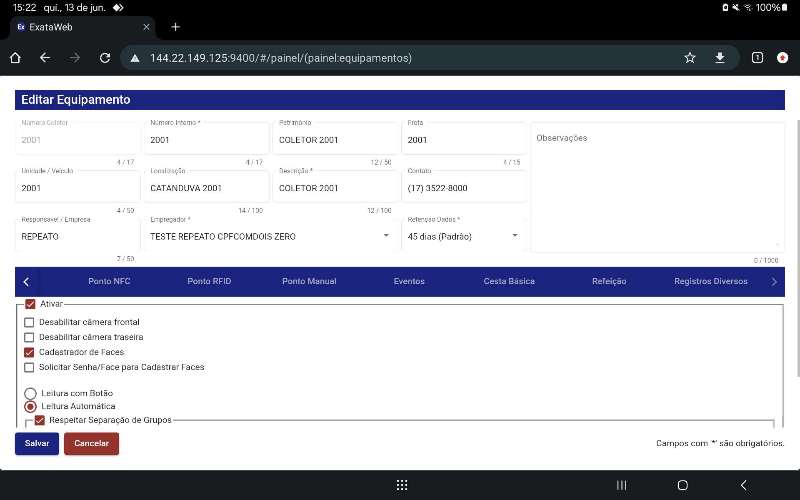 15:22 qui., 13 de jun.
100%
Ex ExataWeb
144.22.149.125:9400/#/painel/(painel:equipamentos)
1
Editar Equipamento
Número Coletor
Número Interno *
Patrimônio
Frota
2001
2001
COLETOR 2001
2001
Observações
4 / 17
4 / 17
12 / 50
4 / 15
Unidade / Veículo
Localização
Descrição *
Contato
2001
CATANDUVA 2001
COLETOR 2001
(17) 3522-8000
4 / 50
14 / 100
12 / 100
Responsável / Empresa
Empregador *
Retenção Dados *
REPEATO
TESTE REPEATO CPFCOMDOIS ZERO
45 dias (Padrão)
7 / 50
0 / 1000
Ponto NFC
Ponto RFID
Ponto Manual
Eventos
Cesta Básica
Refeição
Registros Diversos
Ativar
Desabilitar câmera frontal
Desabilitar câmera traseira
Cadastrador de Faces
Solicitar Senha/Face para Cadastrar Faces
Leitura com Botão
Leitura Automática
Respeitar Separação de Grupos
Salvar
Cancelar
Campos com '*' são obrigatórios.